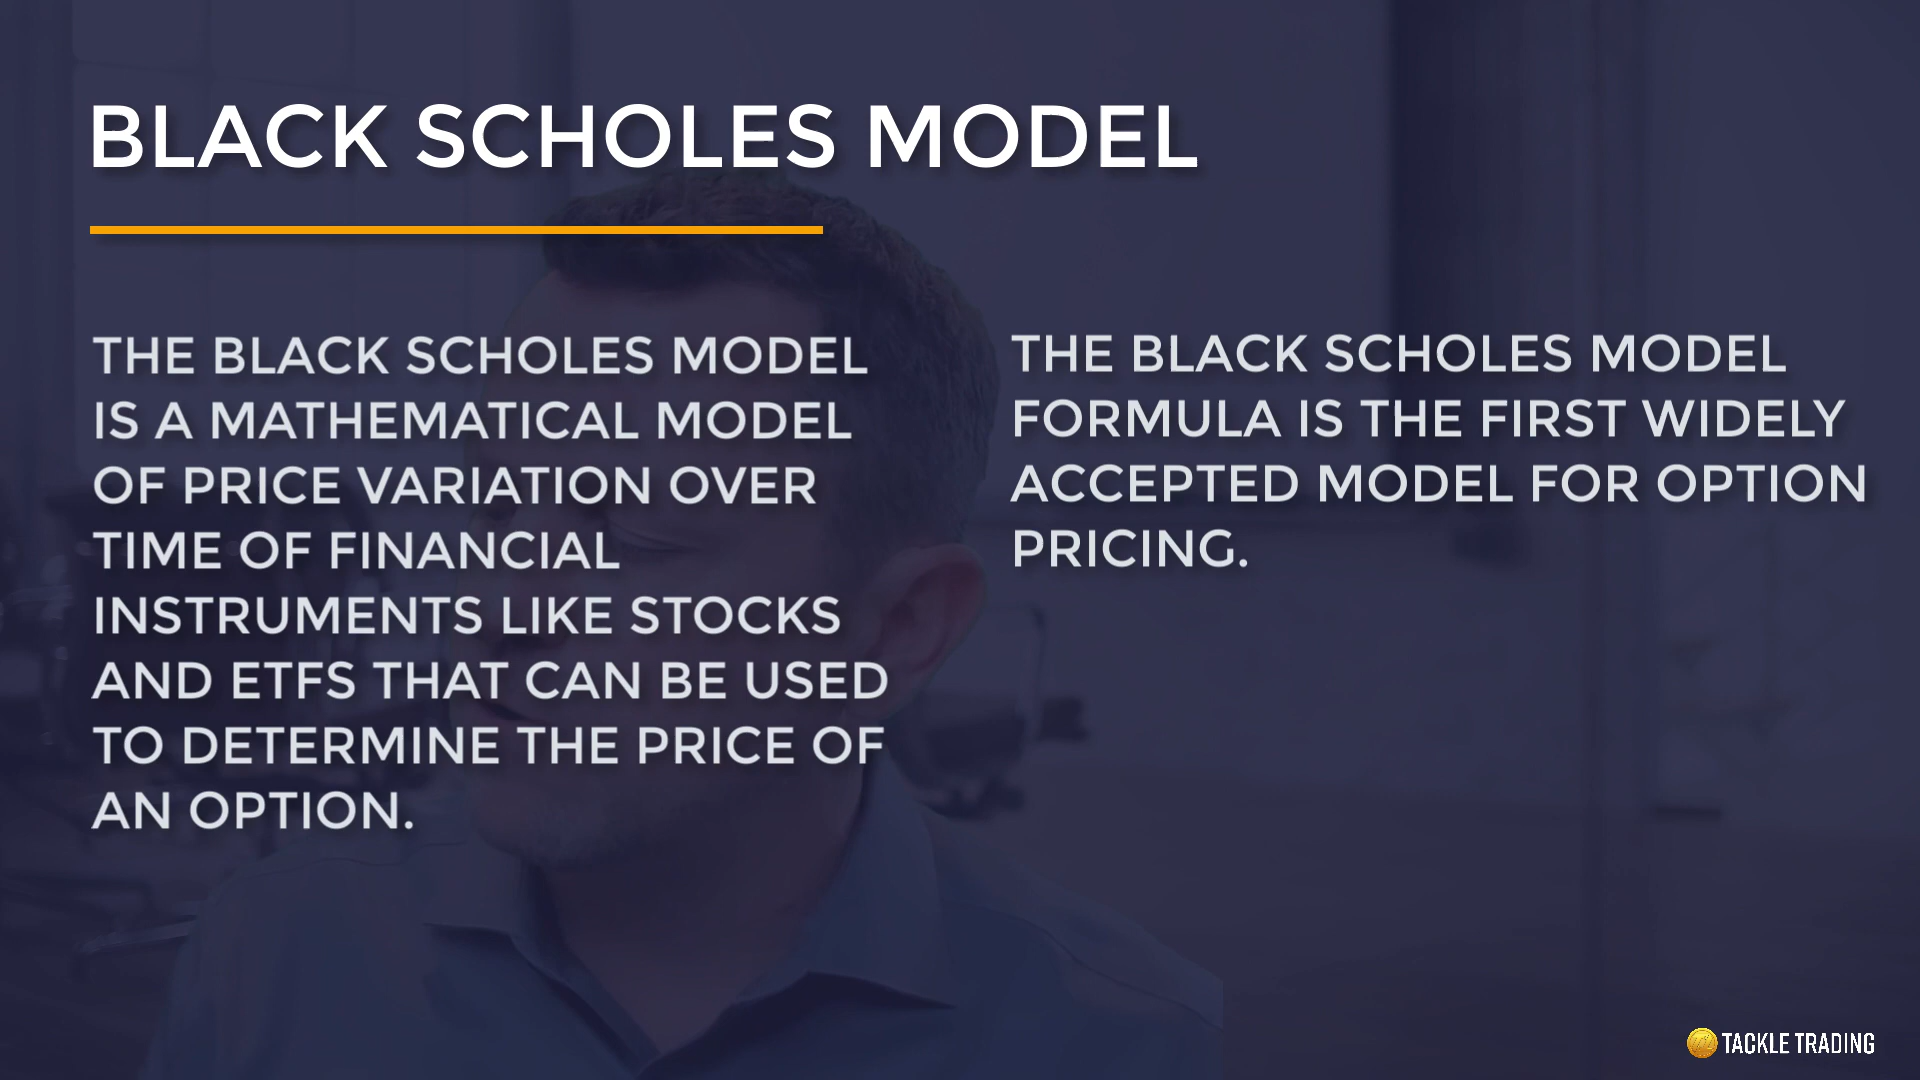 BLACK SCHOLES MODEL
THE BLACK SCHOLES MODEL
IS A MATHEMATICAL MODEL
OF PRICE VARIATION OVER
TIME OF FINANCIAL
INSTRUMENTS LIKE STOCKS
AND ETFS THAT CAN BE USED
TO DETERMINE THE PRICE OF
AN OPTION.
THE BLACK SCHOLES MODEL
FORMULA IS THE FIRST WIDELY
ACCEPTED MODEL FOR OPTION
PRICING.
TACKLE TRADING